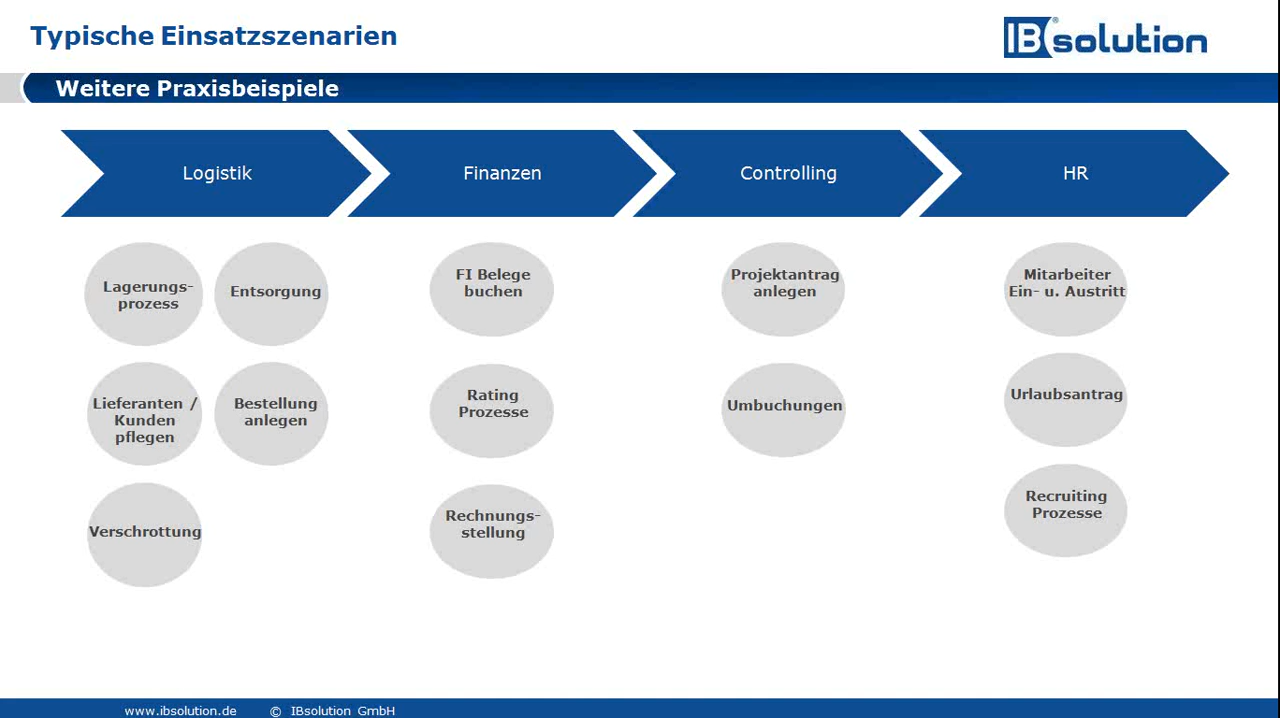 Typische Einsatzszenarien
IBsolution®
Weitere Praxisbeispiele
Logistik
Finanzen
Controlling
HR
Lagerungs-
prozess
Entsorgung
Lieferanten /
Kunden
pflegen
Bestellung
anlegen
Verschrottung
FI Belege
buchen
Rating
Prozesse
Rechnungs-
stellung
Projektantrag
anlegen
Umbuchungen
Mitarbeiter
Ein- u. Austritt
Urlaubsantrag
Recruiting
Prozesse
www.ibsolution.de © IBsolution GmbH